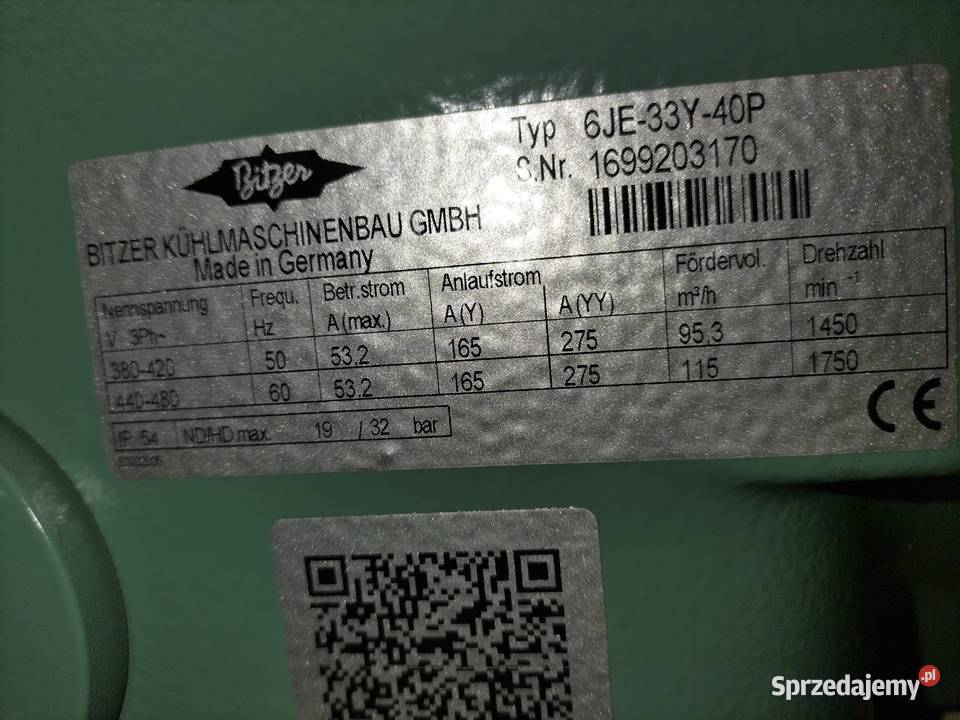 Typ 6JE-33Y-40P
S.Nr. 1699203170
Bitzer
BITZER KÜHLMASCHINENBAU GMBH
Made in Germany
Nennspannung Frequ. Betr.strom Anlaufstrom Fördervol. Drehzahl
V 3Ph~ Hz A (max.) A (Y) A (YY) m³/h min⁻¹
380-420 50 53,2 165 275 95,3 1450
440-480 60 53,2 165 275 115 1750
IP 54 ND/HD max. 19 / 32 bar
CE
Sprzedajemy.pl